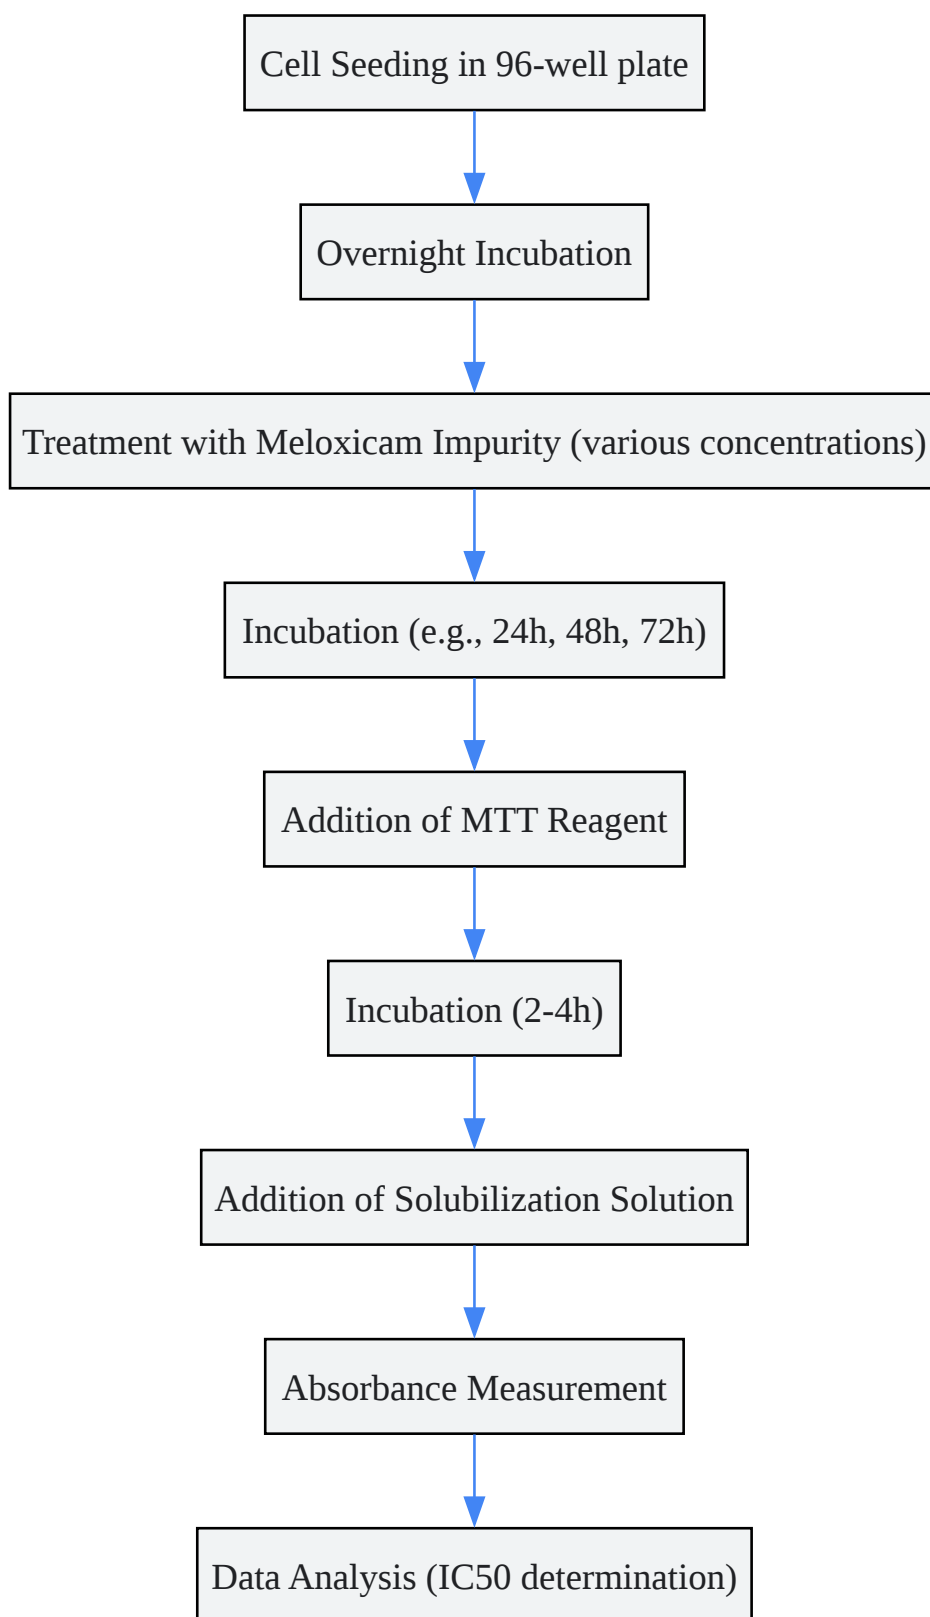 Cell Seeding in 96-well plate
Overnight Incubation
Treatment with Meloxicam Impurity (various concentrations)
Incubation (e.g., 24h, 48h, 72h)
Addition of MTT Reagent
Incubation (2-4h)
Addition of Solubilization Solution
Absorbance Measurement
Data Analysis (IC50 determination)